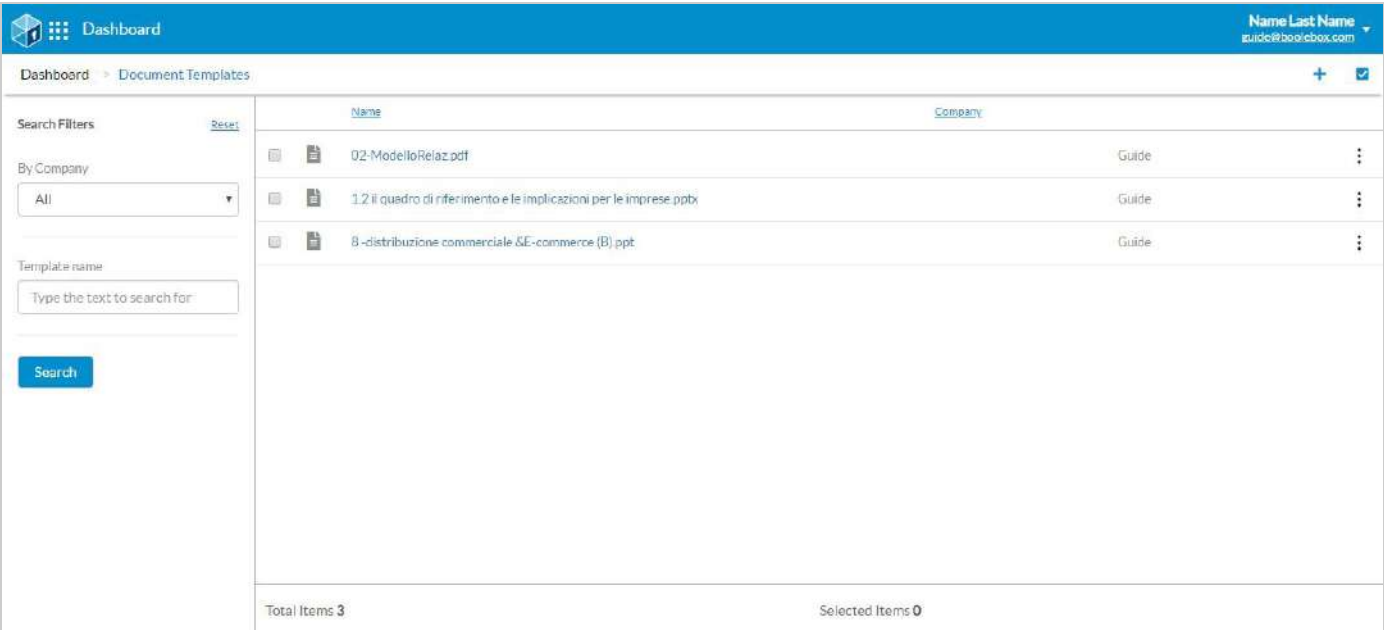 Dashboard
Name Last Name
guide@boolebox.com
Dashboard > Document Templates
Search Filters
Reset
By Company
All
Template name
Type the text to search for
Search
Name
Company
02-ModelloRelaz.pdf
Guide
1.2 il quadro di riferimento e le implicazioni per le imprese.pptx
Guide
8 -distribuzione commerciale &E-commerce (B).ppt
Guide
Total Items 3
Selected Items 0